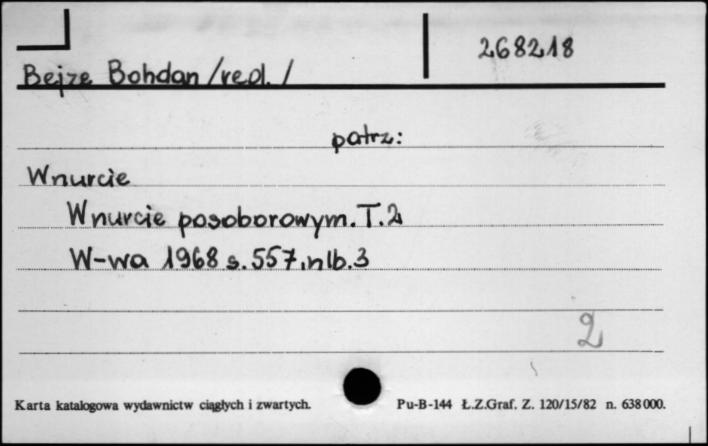 268218
Bejze Bohdan /red. /
patrz:
Wnurcie
Wnurcie posoborowym. T. 2
W-wa 1968 s. 557, nlb. 3
2
Karta katalogowa wydawnictw ciągłych i zwartych. Pu-B-144 Ł.Z.Graf. Z. 120/15/82 n. 638000.